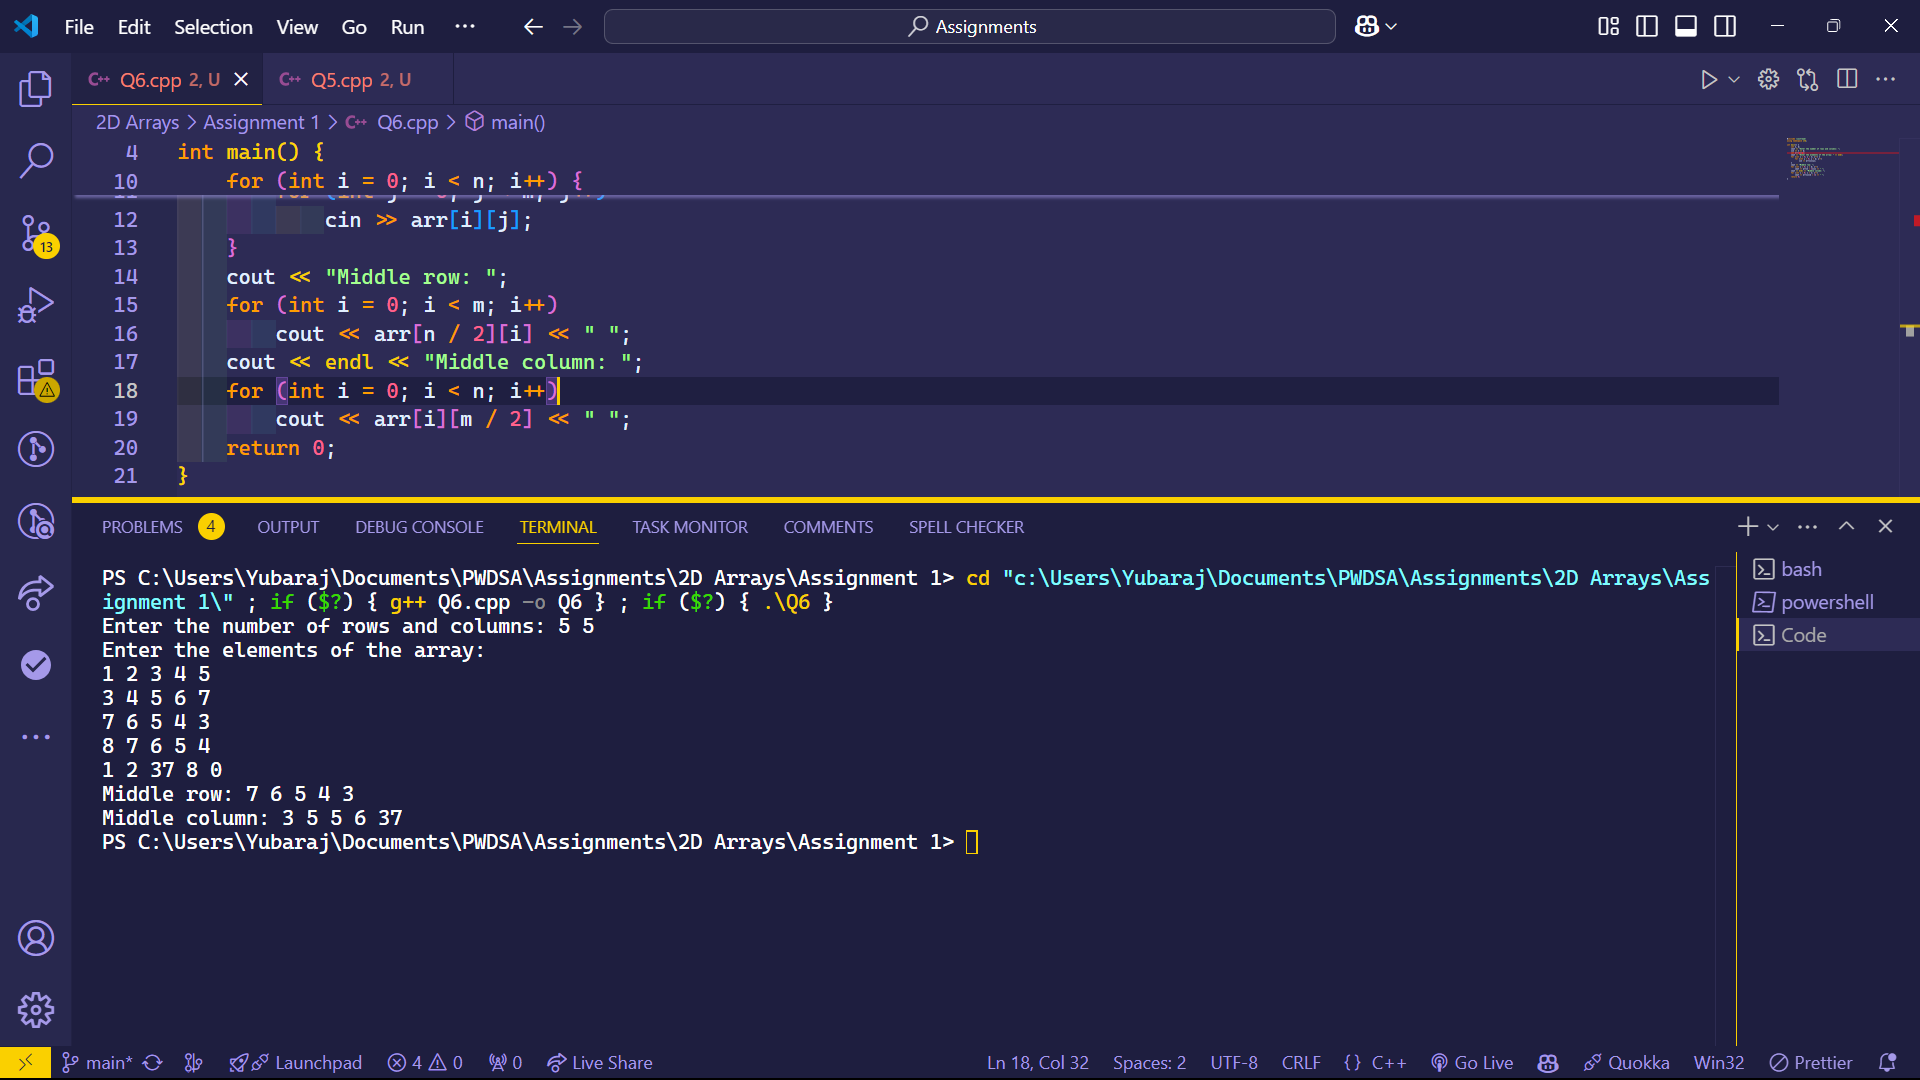 File Edit Selection View Go Run ··· Assignments
C++ Q6.cpp 2, U C++ Q5.cpp 2, U
2D Arrays > Assignment 1 > C++ Q6.cpp > main()
4 int main() {
10 for (int i = 0; i < n; i++) {
12 cin >> arr[i][j];
13 }
14 cout << "Middle row: ";
15 for (int i = 0; i < m; i++)
16 cout << arr[n / 2][i] << " ";
17 cout << endl << "Middle column: ";
18 for (int i = 0; i < n; i++)
19 cout << arr[i][m / 2] << " ";
20 return 0;
21 }
13
PROBLEMS 4 OUTPUT DEBUG CONSOLE TERMINAL TASK MONITOR COMMENTS SPELL CHECKER
bash
powershell
Code
PS C:\Users\Yubaraj\Documents\PWDSA\Assignments\2D Arrays\Assignment 1> cd "c:\Users\Yubaraj\Documents\PWDSA\Assignments\2D Arrays\Ass
ignment 1\" ; if ($?) { g++ Q6.cpp -o Q6 } ; if ($?) { .\Q6 }
Enter the number of rows and columns: 5 5
Enter the elements of the array:
1 2 3 4 5
3 4 5 6 7
7 6 5 4 3
8 7 6 5 4
1 2 37 8 0
Middle row: 7 6 5 4 3
Middle column: 3 5 5 6 37
PS C:\Users\Yubaraj\Documents\PWDSA\Assignments\2D Arrays\Assignment 1>
main* Launchpad 4 0 0 Live Share Ln 18, Col 32 Spaces: 2 UTF-8 CRLF {} C++ Go Live Quokka Win32 Prettier